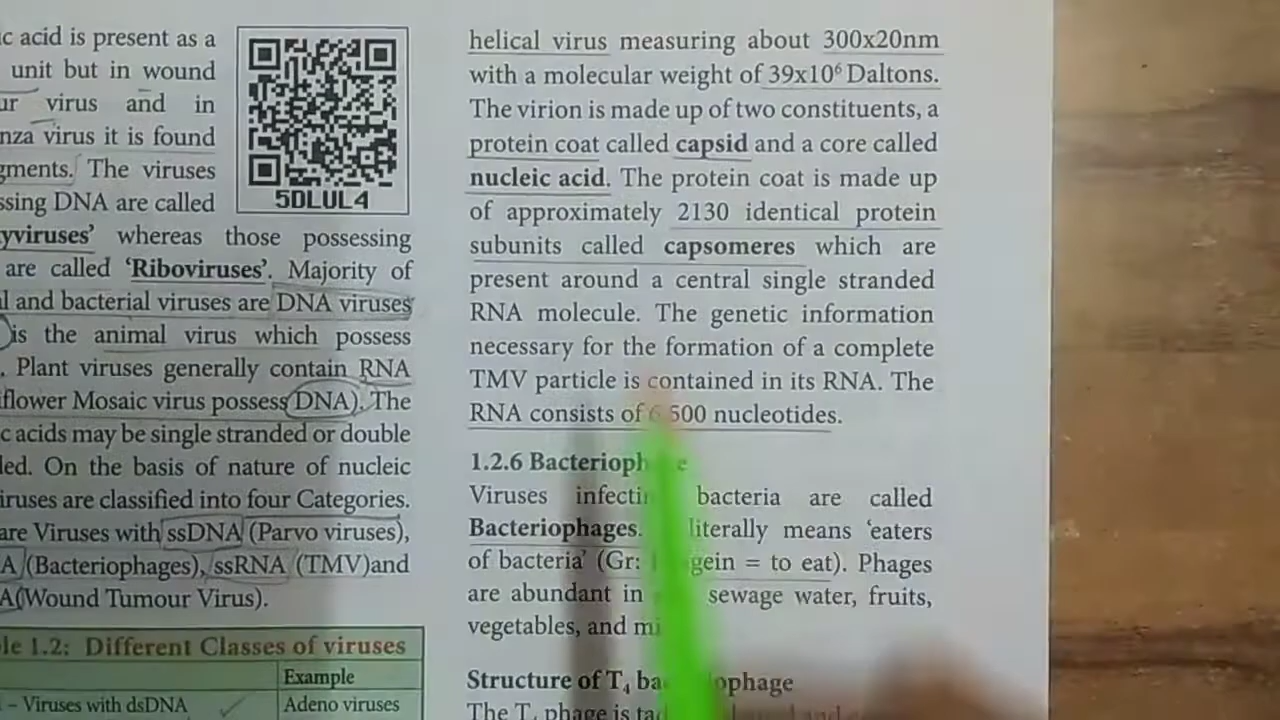 c acid is present as a
unit but in wound
ur virus and in
nza virus it is found
gments. The viruses
ssing DNA are called
yviruses' whereas those possessing
are called 'Riboviruses'. Majority of
l and bacterial viruses are DNA viruses
is the animal virus which possess
. Plant viruses generally contain RNA
iflower Mosaic virus possess DNA). The
c acids may be single stranded or double
led. On the basis of nature of nucleic
iruses are classified into four Categories.
are Viruses with ssDNA (Parvo viruses),
A (Bacteriophages), ssRNA (TMV)and
A(Wound Tumour Virus).
le 1.2: Different Classes of viruses
Example
– Viruses with dsDNA
Adeno viruses
5DLUL4
helical virus measuring about 300x20nm
with a molecular weight of 39x10⁶ Daltons.
The virion is made up of two constituents, a
protein coat called capsid and a core called
nucleic acid. The protein coat is made up
of approximately 2130 identical protein
subunits called capsomeres which are
present around a central single stranded
RNA molecule. The genetic information
necessary for the formation of a complete
TMV particle is contained in its RNA. The
RNA consists of 6,500 nucleotides.
1.2.6 Bacterioph e
Viruses infecti bacteria are called
Bacteriophages. literally means 'eaters
of bacteria' (Gr: gein = to eat). Phages
are abundant in sewage water, fruits,
vegetables, and mi
Structure of T₄ ba ophage
The T phage is